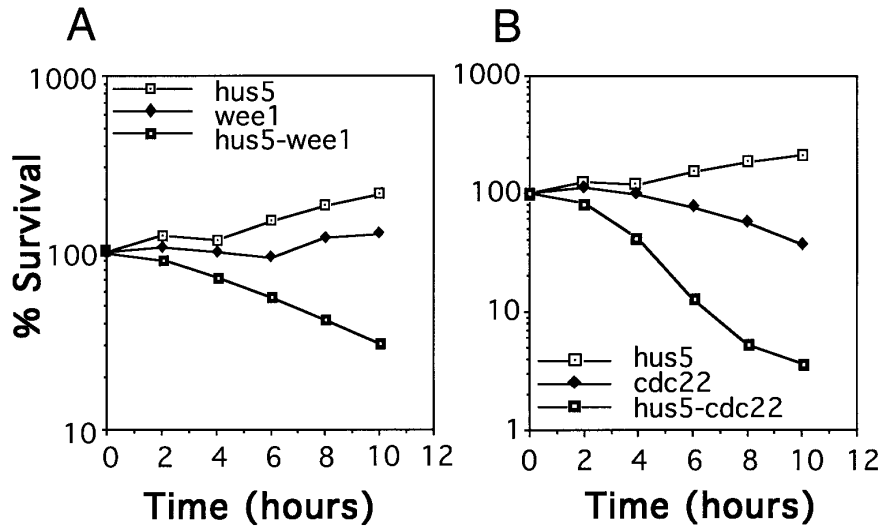 A
% Survival
1000
100
10
hus5
wee1
hus5-wee1
0 2 4 6 8 10 12
Time (hours)
B
1000
100
10
1
hus5
cdc22
hus5-cdc22
0 2 4 6 8 10 12
Time (hours)